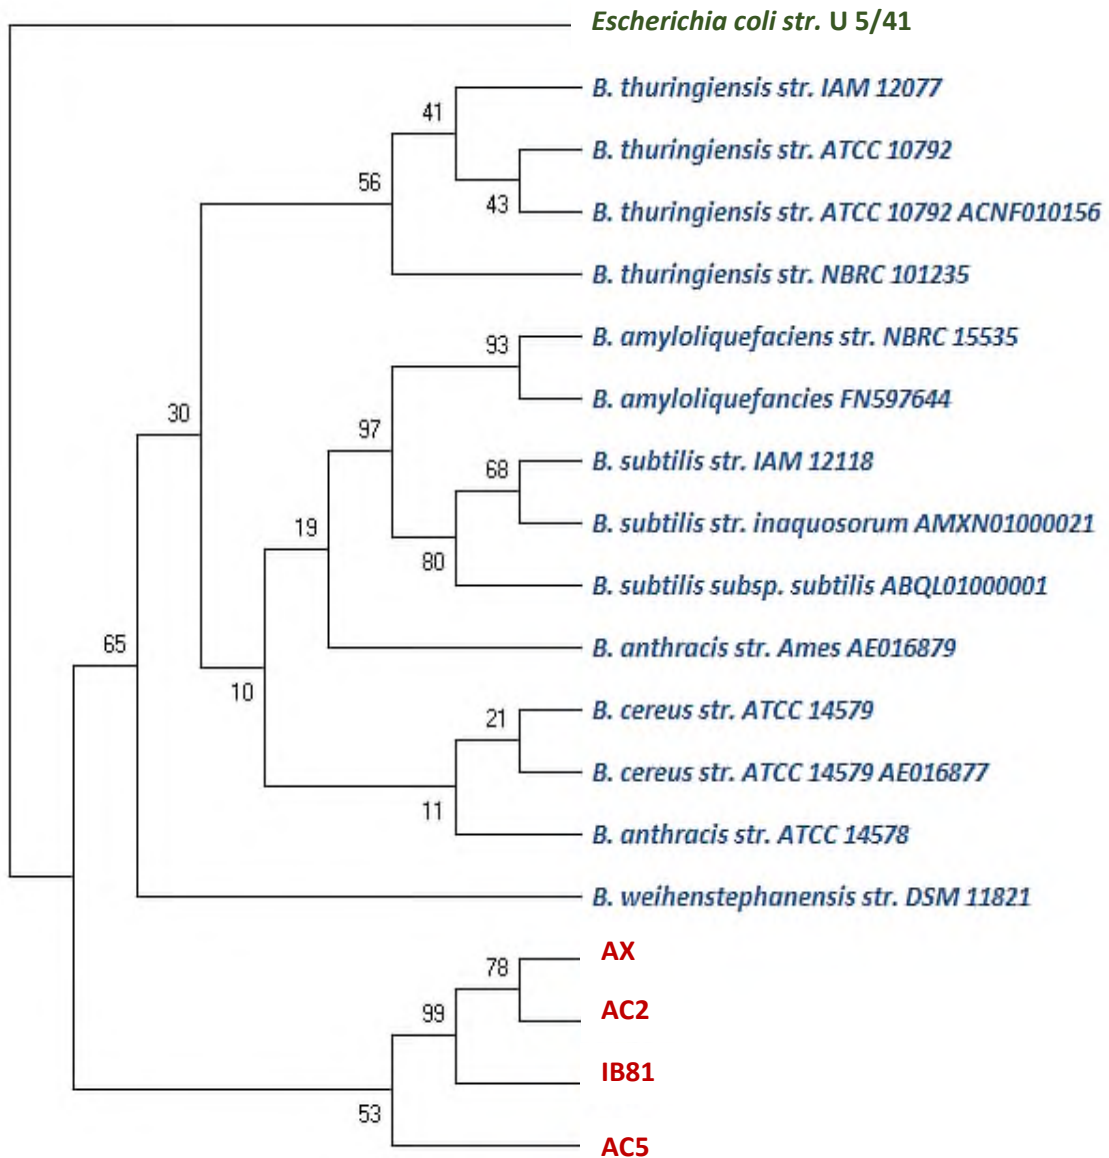 Escherichia coli str. U 5/41
B. thuringiensis str. IAM 12077
41
B. thuringiensis str. ATCC 10792
56
43
B. thuringiensis str. ATCC 10792 ACNF010156
B. thuringiensis str. NBRC 101235
93
B. amyloliquefaciens str. NBRC 15535
B. amyloliquefancies FN597644
30
97
B. subtilis str. IAM 12118
68
B. subtilis str. inaquosorum AMXN01000021
19
80
B. subtilis subsp. subtilis ABQL01000001
65
B. anthracis str. Ames AE016879
10
B. cereus str. ATCC 14579
21
B. cereus str. ATCC 14579 AE016877
11
B. anthracis str. ATCC 14578
B. weihenstephanensis str. DSM 11821
AX
78
AC2
99
IB81
53
AC5